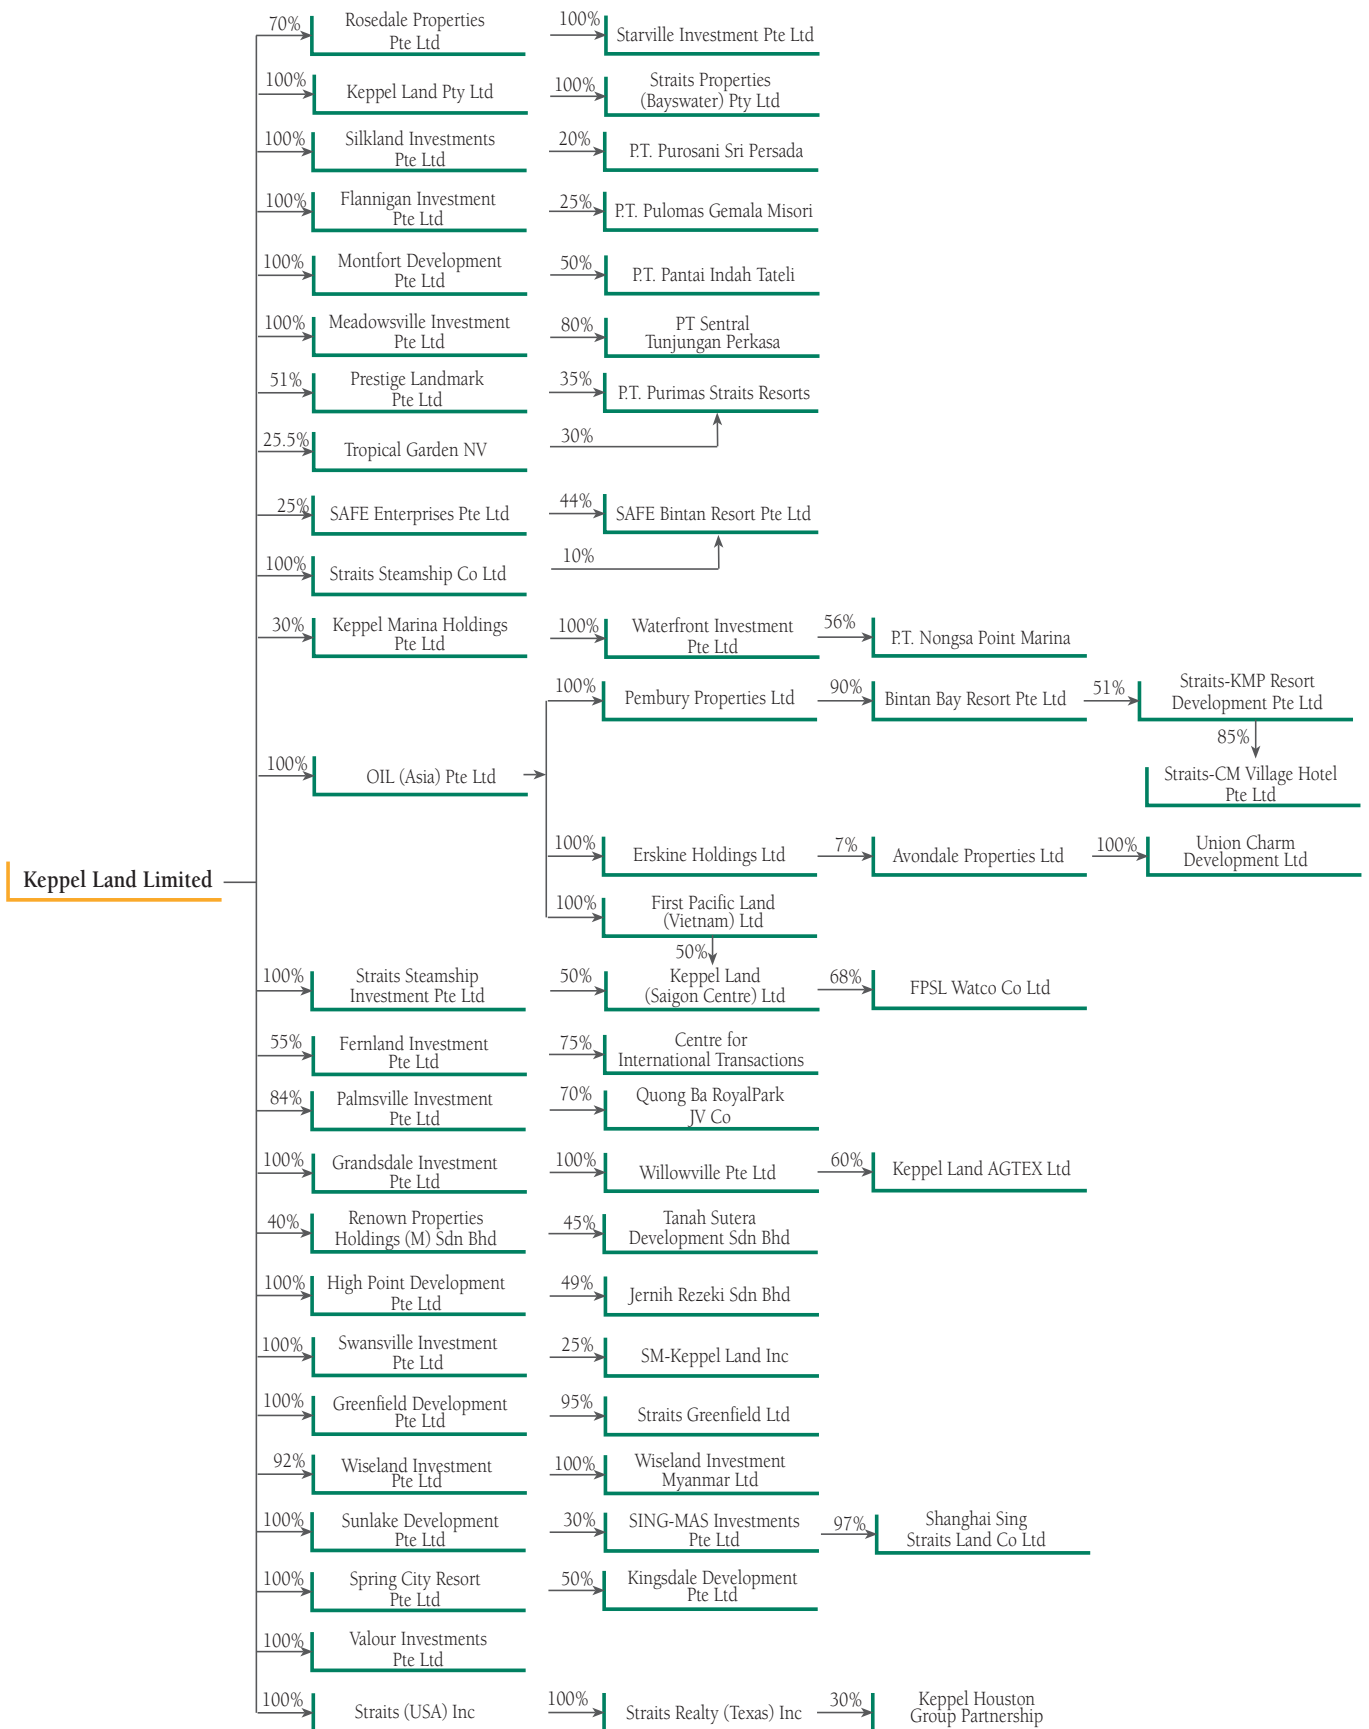 70%
Rosedale Properties
Pte Ltd
100%
Starville Investment Pte Ltd
100%
Keppel Land Pty Ltd
100%
Straits Properties
(Bayswater) Pty Ltd
100%
Silkland Investments
Pte Ltd
20%
P.T. Purosani Sri Persada
100%
Flannigan Investment
Pte Ltd
25%
P.T. Pulomas Gemala Misori
100%
Montfort Development
Pte Ltd
50%
P.T. Pantai Indah Tateli
100%
Meadowsville Investment
Pte Ltd
80%
PT Sentral
Tunjungan Perkasa
51%
Prestige Landmark
Pte Ltd
35%
P.T. Purimas Straits Resorts
25.5%
Tropical Garden NV
30%
25%
SAFE Enterprises Pte Ltd
44%
SAFE Bintan Resort Pte Ltd
100%
Straits Steamship Co Ltd
10%
30%
Keppel Marina Holdings
Pte Ltd
100%
Waterfront Investment
Pte Ltd
56%
P.T. Nongsa Point Marina
100%
Pembury Properties Ltd
90%
Bintan Bay Resort Pte Ltd
51%
Straits-KMP Resort
Development Pte Ltd
85%
Straits-CM Village Hotel
Pte Ltd
100%
OIL (Asia) Pte Ltd
100%
Erskine Holdings Ltd
7%
Avondale Properties Ltd
100%
Union Charm
Development Ltd
Keppel Land Limited
100%
First Pacific Land
(Vietnam) Ltd
50%
100%
Straits Steamship
Investment Pte Ltd
50%
Keppel Land
(Saigon Centre) Ltd
68%
FPSL Watco Co Ltd
55%
Fernland Investment
Pte Ltd
75%
Centre for
International Transactions
84%
Palmsville Investment
Pte Ltd
70%
Quong Ba RoyalPark
JV Co
100%
Grandsdale Investment
Pte Ltd
100%
Willowville Pte Ltd
60%
Keppel Land AGTEX Ltd
40%
Renown Properties
Holdings (M) Sdn Bhd
45%
Tanah Sutera
Development Sdn Bhd
100%
High Point Development
Pte Ltd
49%
Jernih Rezeki Sdn Bhd
100%
Swansville Investment
Pte Ltd
25%
SM-Keppel Land Inc
100%
Greenfield Development
Pte Ltd
95%
Straits Greenfield Ltd
92%
Wiseland Investment
Pte Ltd
100%
Wiseland Investment
Myanmar Ltd
100%
Sunlake Development
Pte Ltd
30%
SING-MAS Investments
Pte Ltd
97%
Shanghai Sing
Straits Land Co Ltd
100%
Spring City Resort
Pte Ltd
50%
Kingsdale Development
Pte Ltd
100%
Valour Investments
Pte Ltd
100%
Straits (USA) Inc
100%
Straits Realty (Texas) Inc
30%
Keppel Houston
Group Partnership